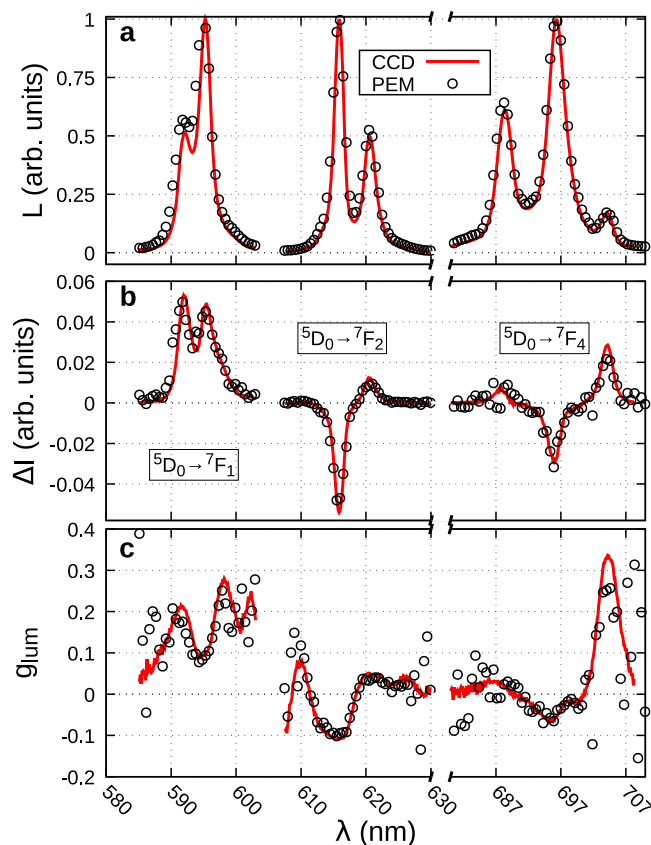 a
1
0.75
0.5
0.25
0
L (arb. units)
CCD
PEM
b
0.06
0.04
0.02
0
-0.02
-0.04
ΔI (arb. units)
⁵D₀→⁷F₁
⁵D₀→⁷F₂
⁵D₀→⁷F₄
c
0.4
0.3
0.2
0.1
0
-0.1
-0.2
glum
580
590
600
610
620
630
687
697
707
λ (nm)